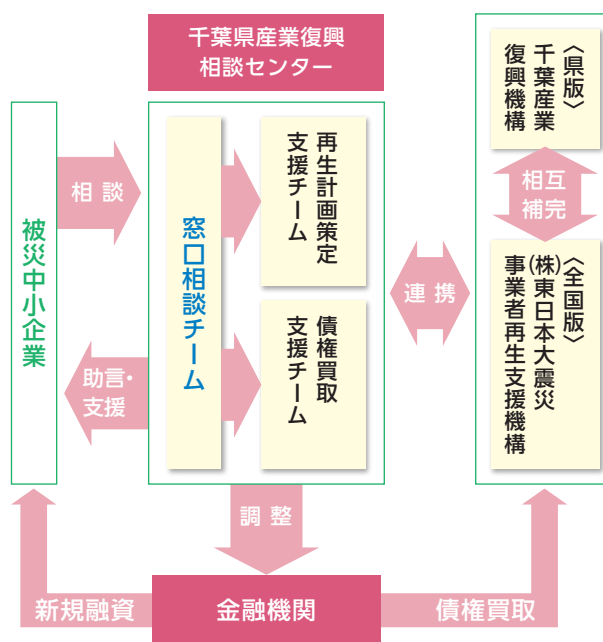 千葉県産業復興
相談センター
被災中小企業
相談
助言・
支援
窓口相談チーム
再生計画策定
支援チーム
債権買取
支援チーム
連携
〈県版〉
千葉産業
復興機構
相互
補完
〈全国版〉
(株)東日本大震災
事業者再生支援機構
調整
新規融資
金融機関
債権買取